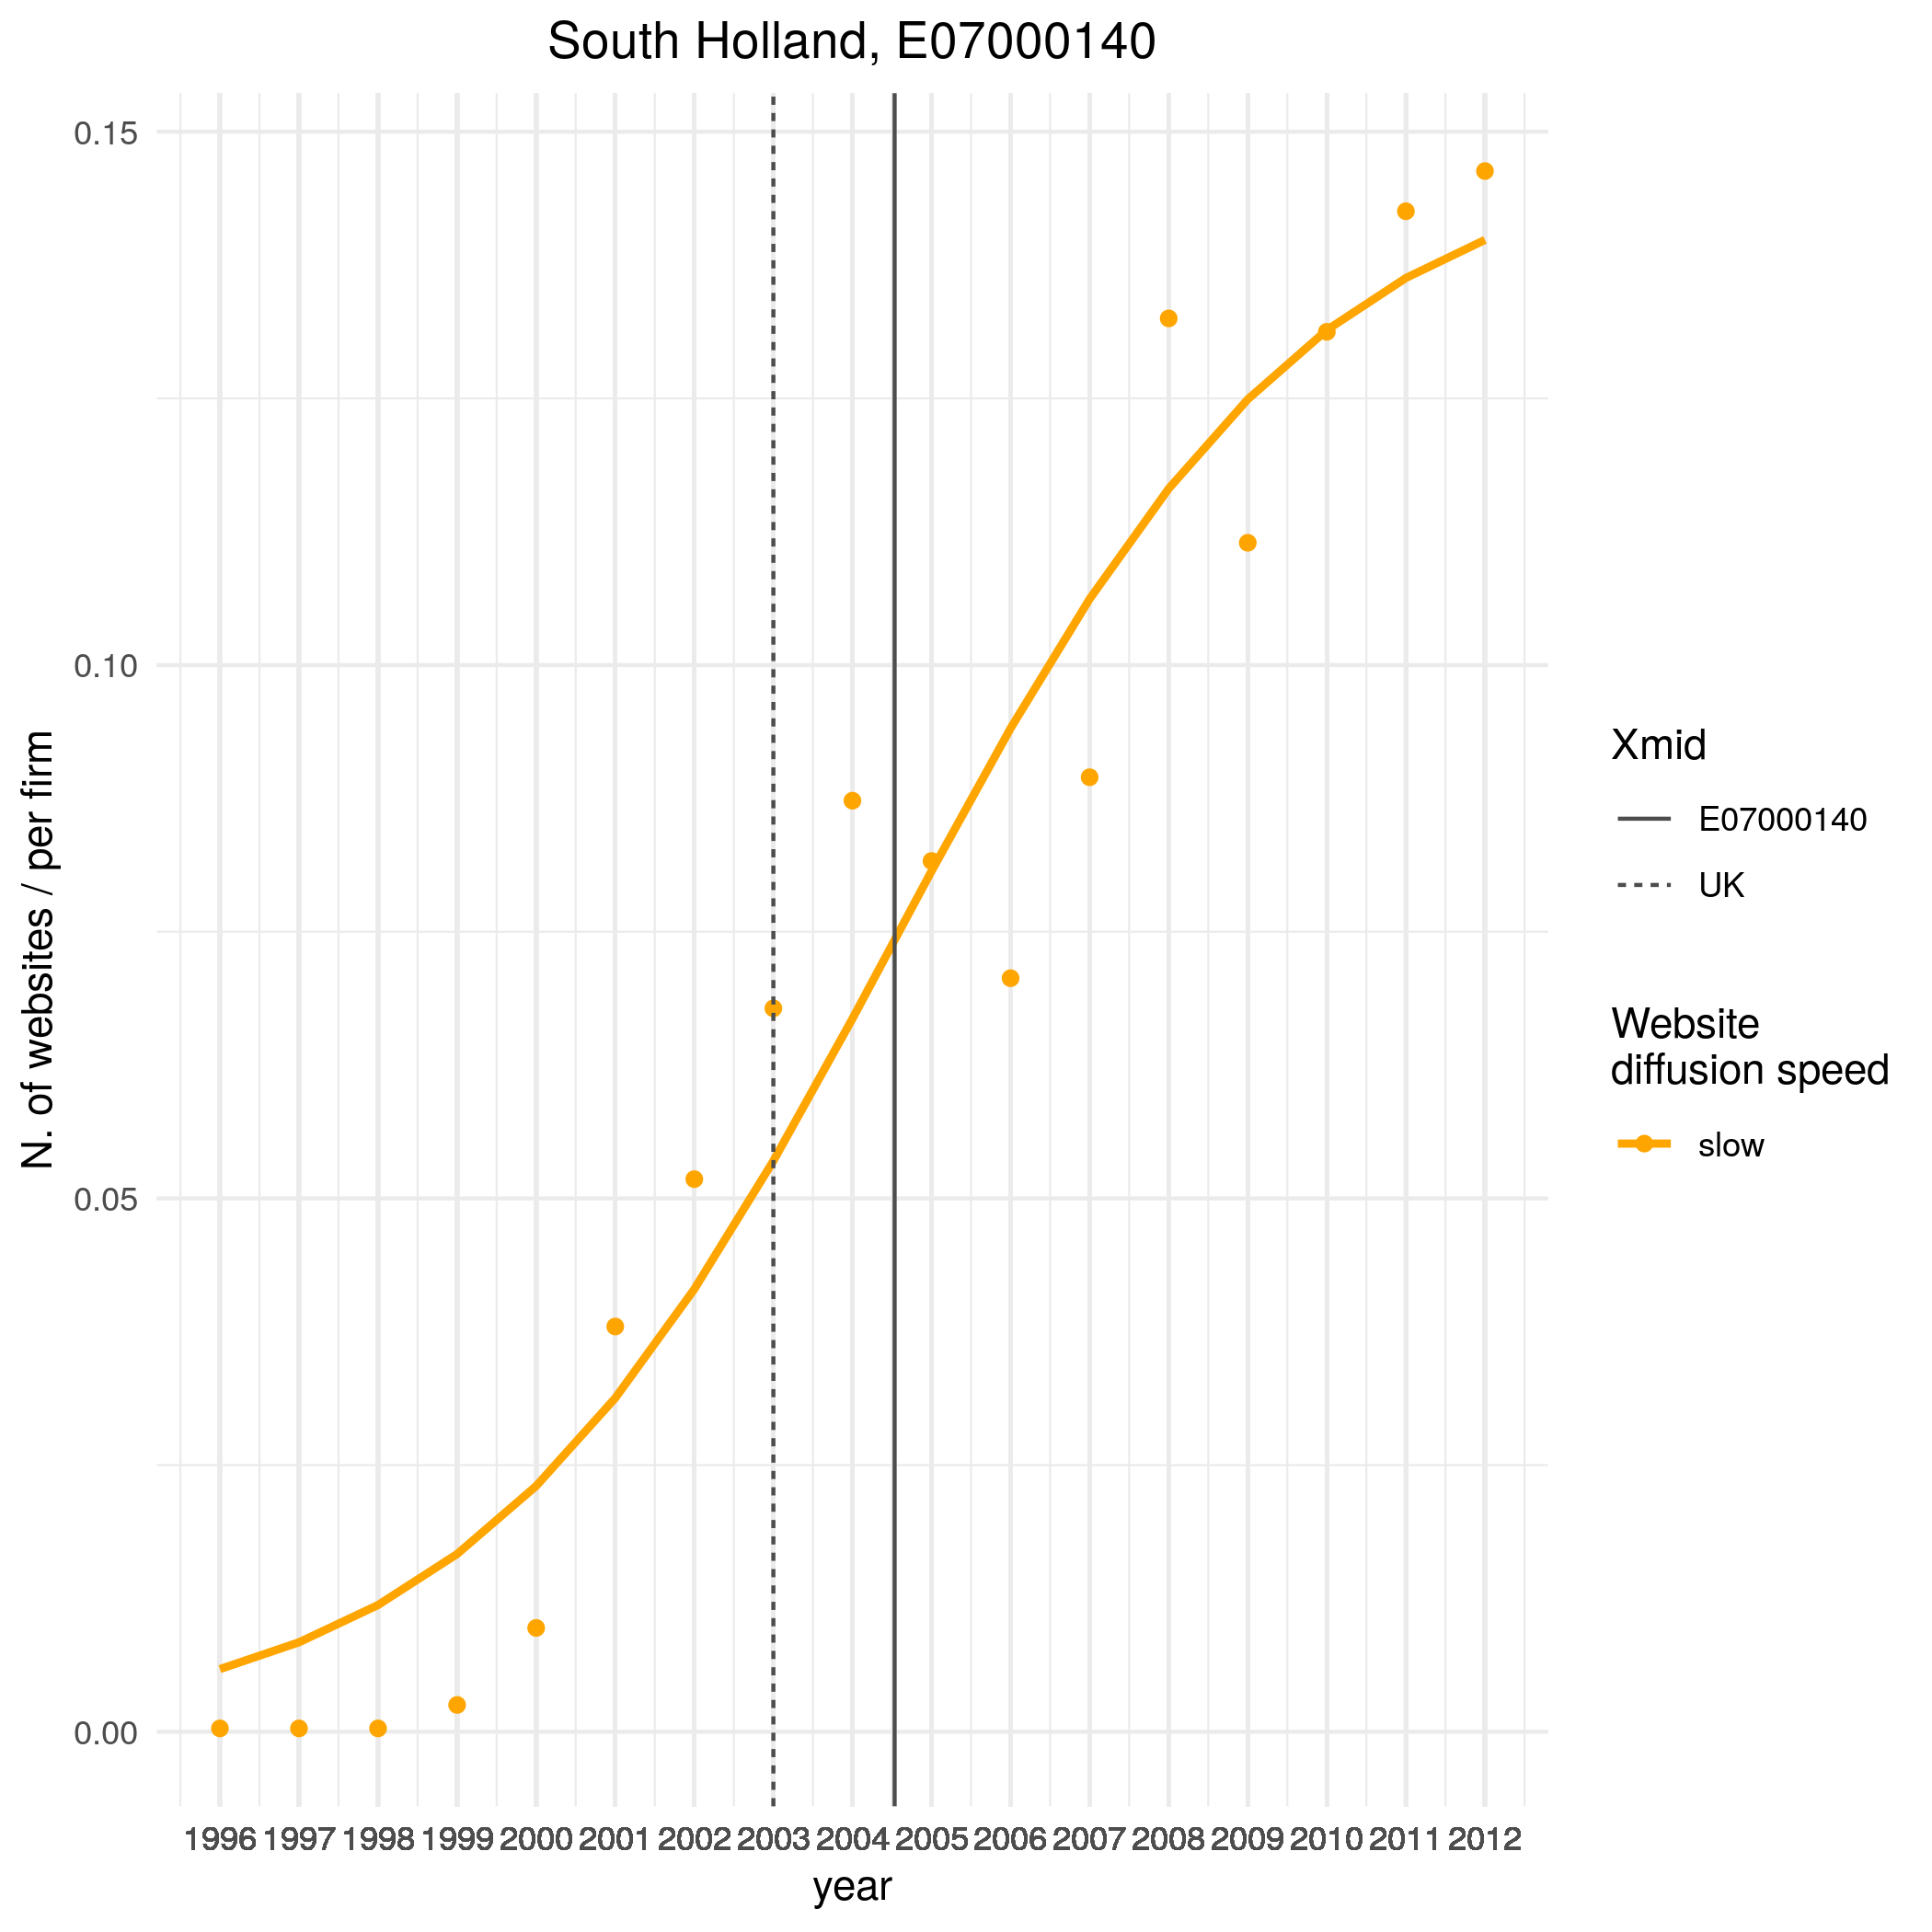 South Holland, E07000140
0.15
0.10
0.05
0.00
N. of websites / per firm
1996 1997 1998 1999 2000 2001 2002 2003 2004 2005 2006 2007 2008 2009 2010 2011 2012
year
Xmid
E07000140
UK
Website
diffusion speed
slow